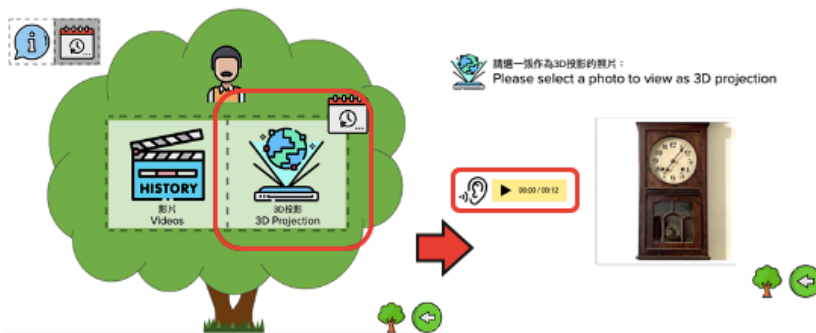 HISTORY
影片
Videos
3D投影
3D Projection
請選一張作為3D投影的照片：
Please select a photo to view as 3D projection
00:00 / 00:12